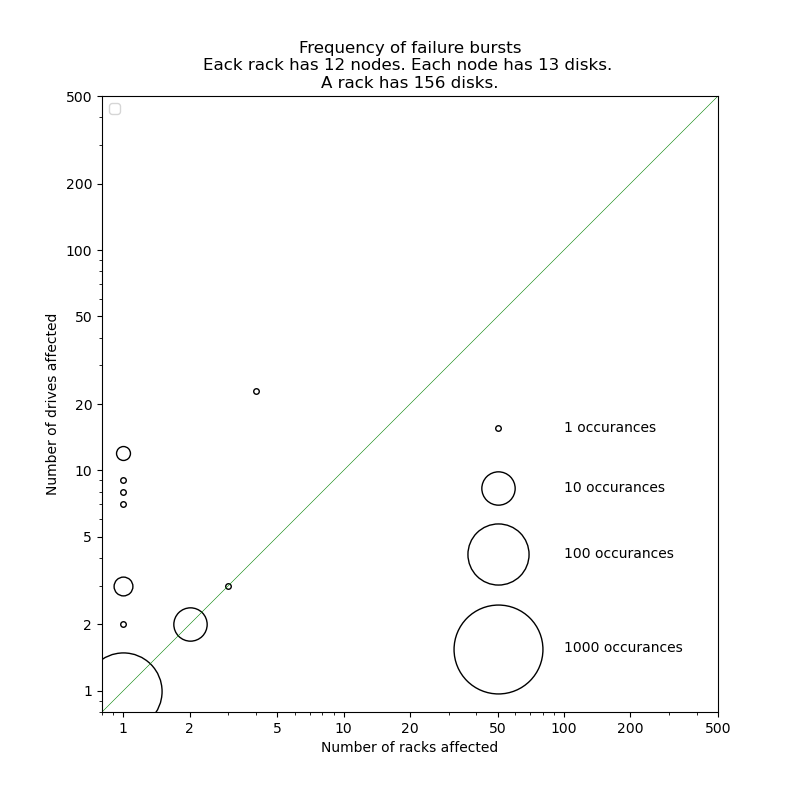 Frequency of failure bursts
Eack rack has 12 nodes. Each node has 13 disks.
A rack has 156 disks.
500
200
100
50
20
10
5
2
1
Number of drives affected
1 occurances
10 occurances
100 occurances
1000 occurances
1 2 5 10 20 50 100 200 500
Number of racks affected